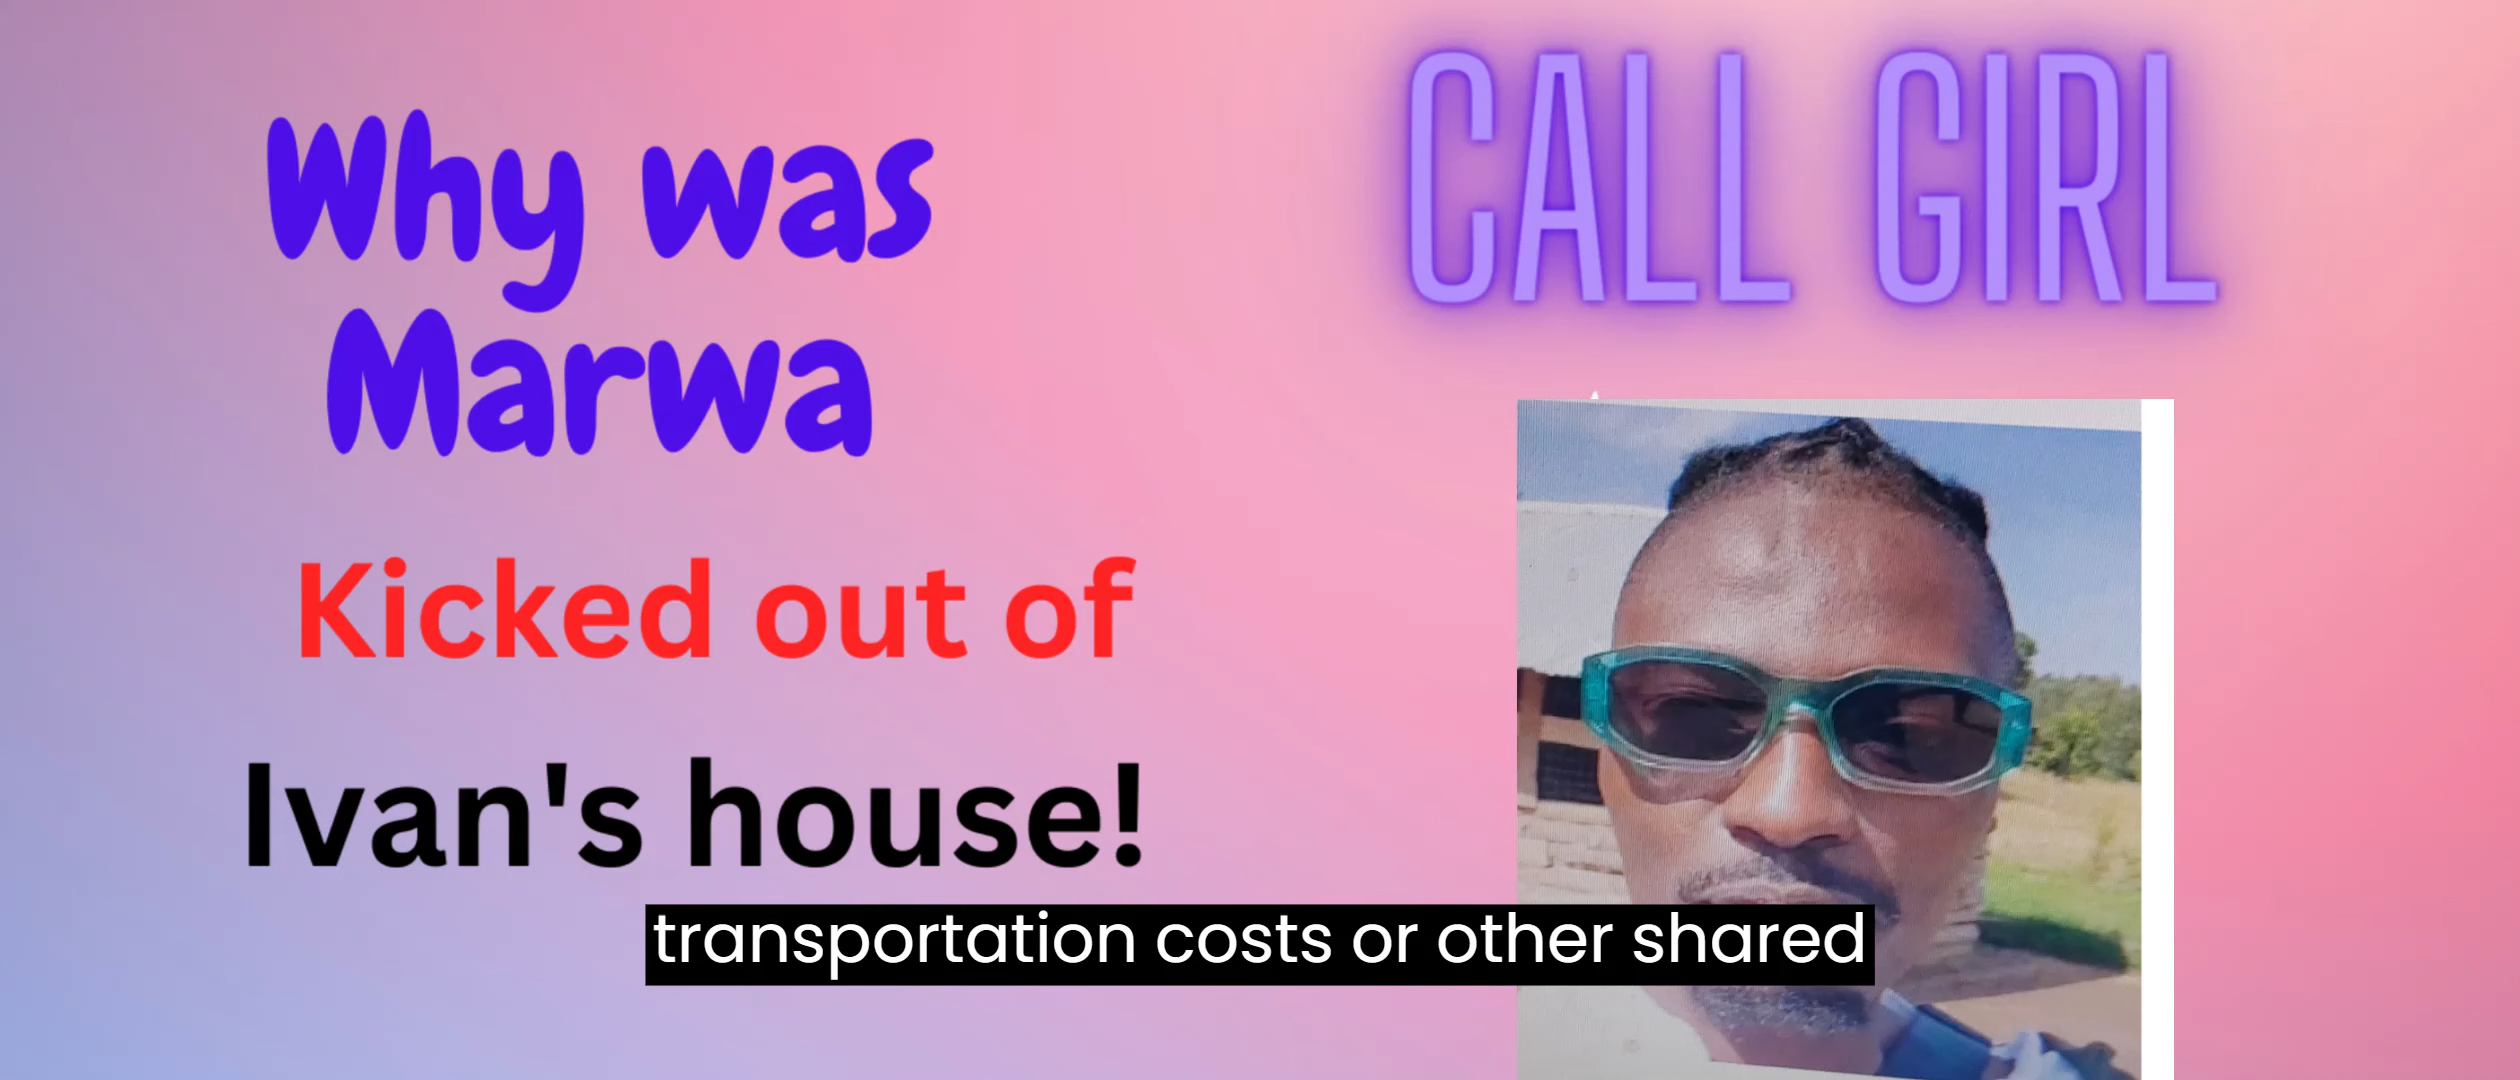 Why was
Marwa
Kicked out of
Ivan's house!
CALL GIRL
transportation costs or other shared